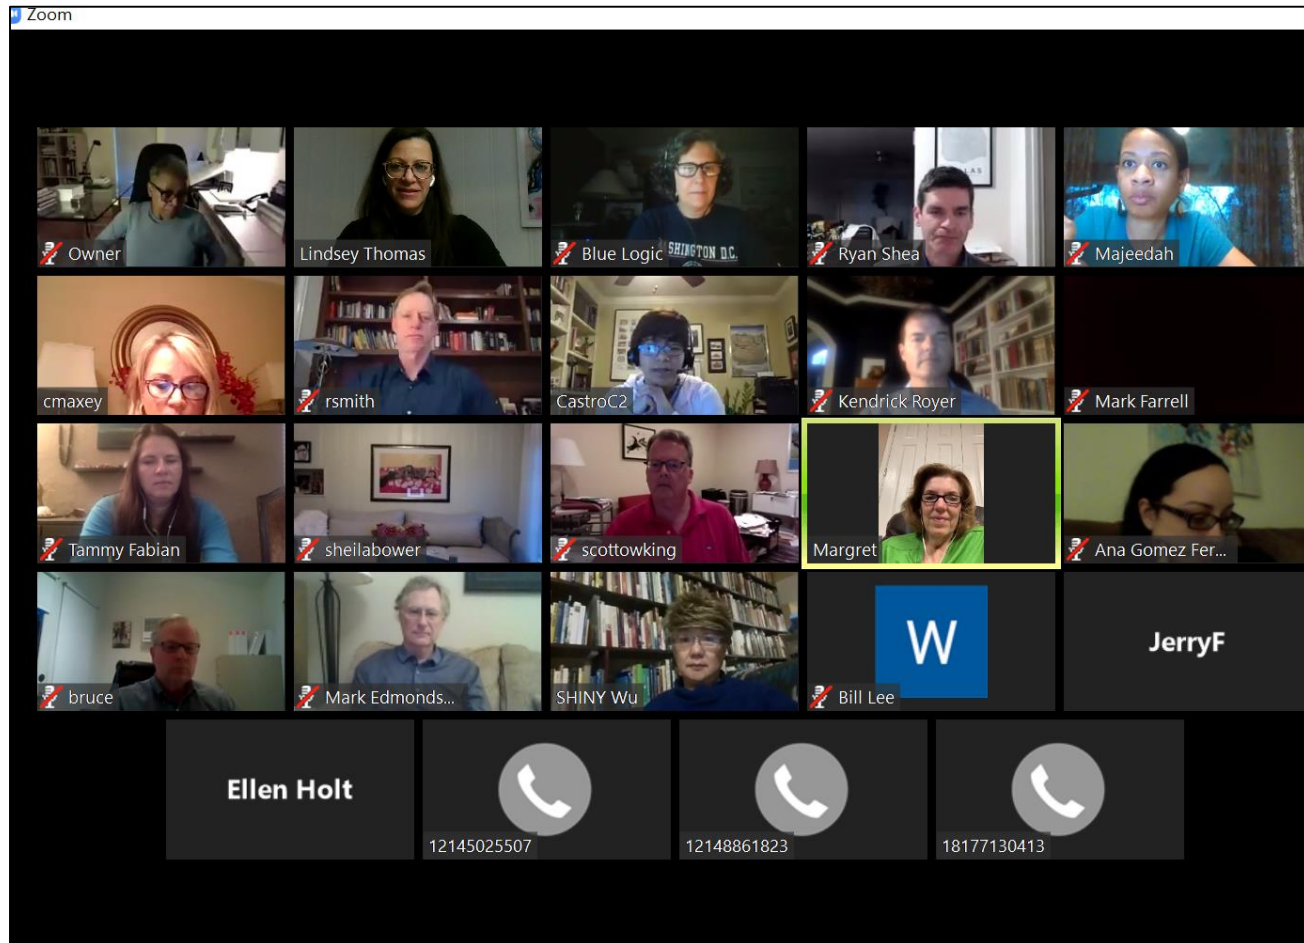 Zoom
Owner
Lindsey Thomas
Blue Logic
SHINGTON D.C.
Ryan Shea
LAS
Majeedah
cmaxey
rsmith
CastroC2
Kendrick Royer
Mark Farrell
Tammy Fabian
sheilabower
scottowking
Margret
Ana Gomez Fer...
bruce
Mark Edmonds...
SHINY Wu
W
Bill Lee
JerryF
Ellen Holt
12145025507
12148861823
18177130413